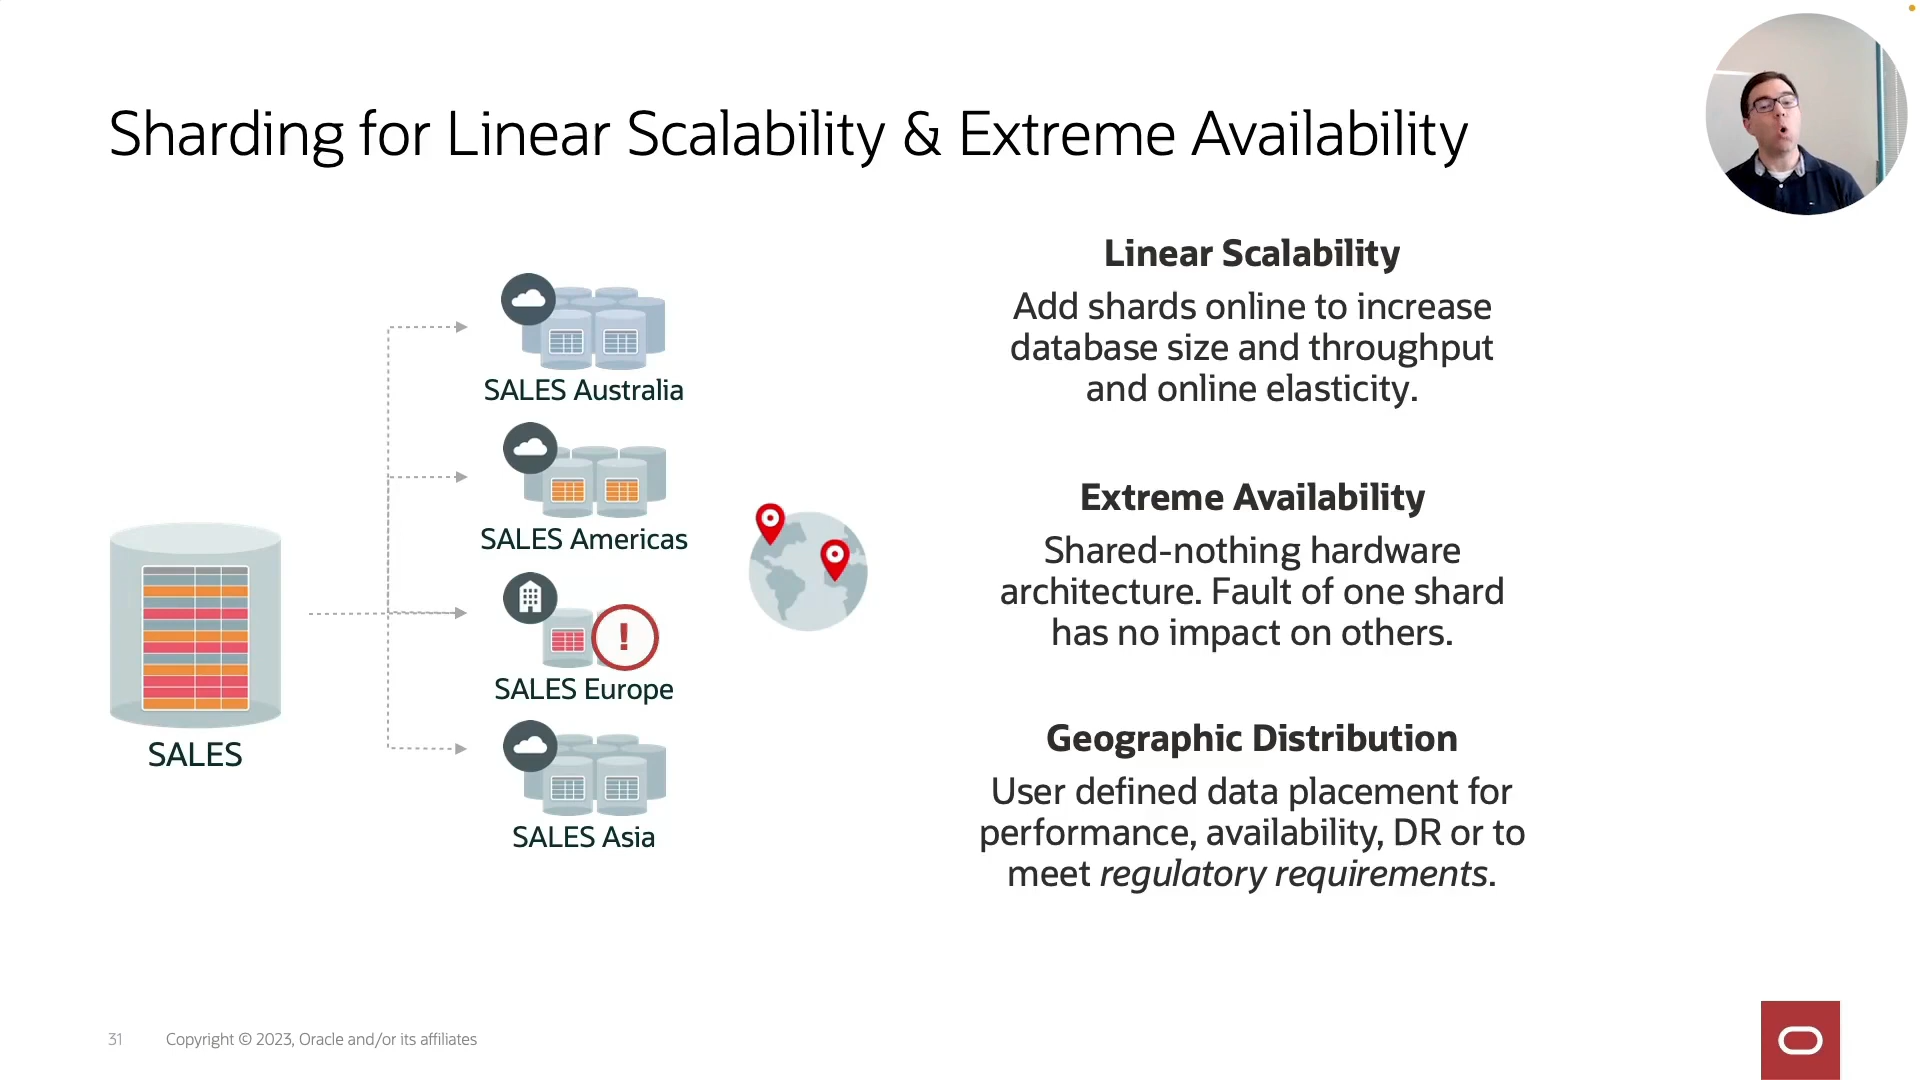 Sharding for Linear Scalability & Extreme Availability
SALES
SALES Australia
SALES Americas
SALES Europe
!
SALES Asia
Linear Scalability
Add shards online to increase
database size and throughput
and online elasticity.
Extreme Availability
Shared-nothing hardware
architecture. Fault of one shard
has no impact on others.
Geographic Distribution
User defined data placement for
performance, availability, DR or to
meet regulatory requirements.
31
Copyright © 2023, Oracle and/or its affiliates